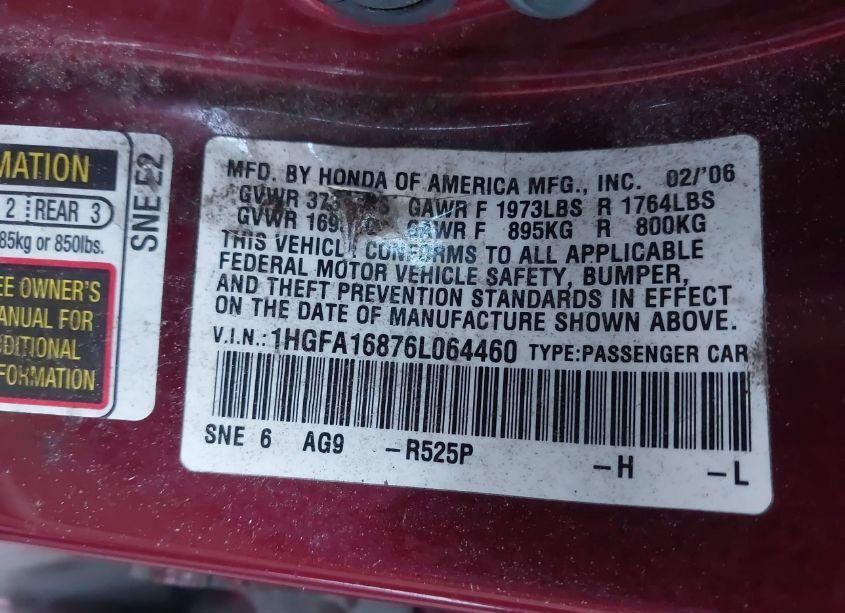 MATION
2 REAR 3
85kg or 850lbs.
EE OWNER'S
MANUAL FOR
DDITIONAL
FORMATION
SNE E2
MFD. BY HONDA OF AMERICA MFG., INC. 02/'06
GVWR GAWR F 1973LBS R 1764LBS
GVWR GAWR F 895KG R 800KG
THIS VEHICLE CONFORMS TO ALL APPLICABLE
FEDERAL MOTOR VEHICLE SAFETY, BUMPER,
AND THEFT PREVENTION STANDARDS IN EFFECT
ON THE DATE OF MANUFACTURE SHOWN ABOVE.
V.I.N.: 1HGFA16876L064460 TYPE:PASSENGER CAR
SNE 6 AG9 -R525P
-H -L